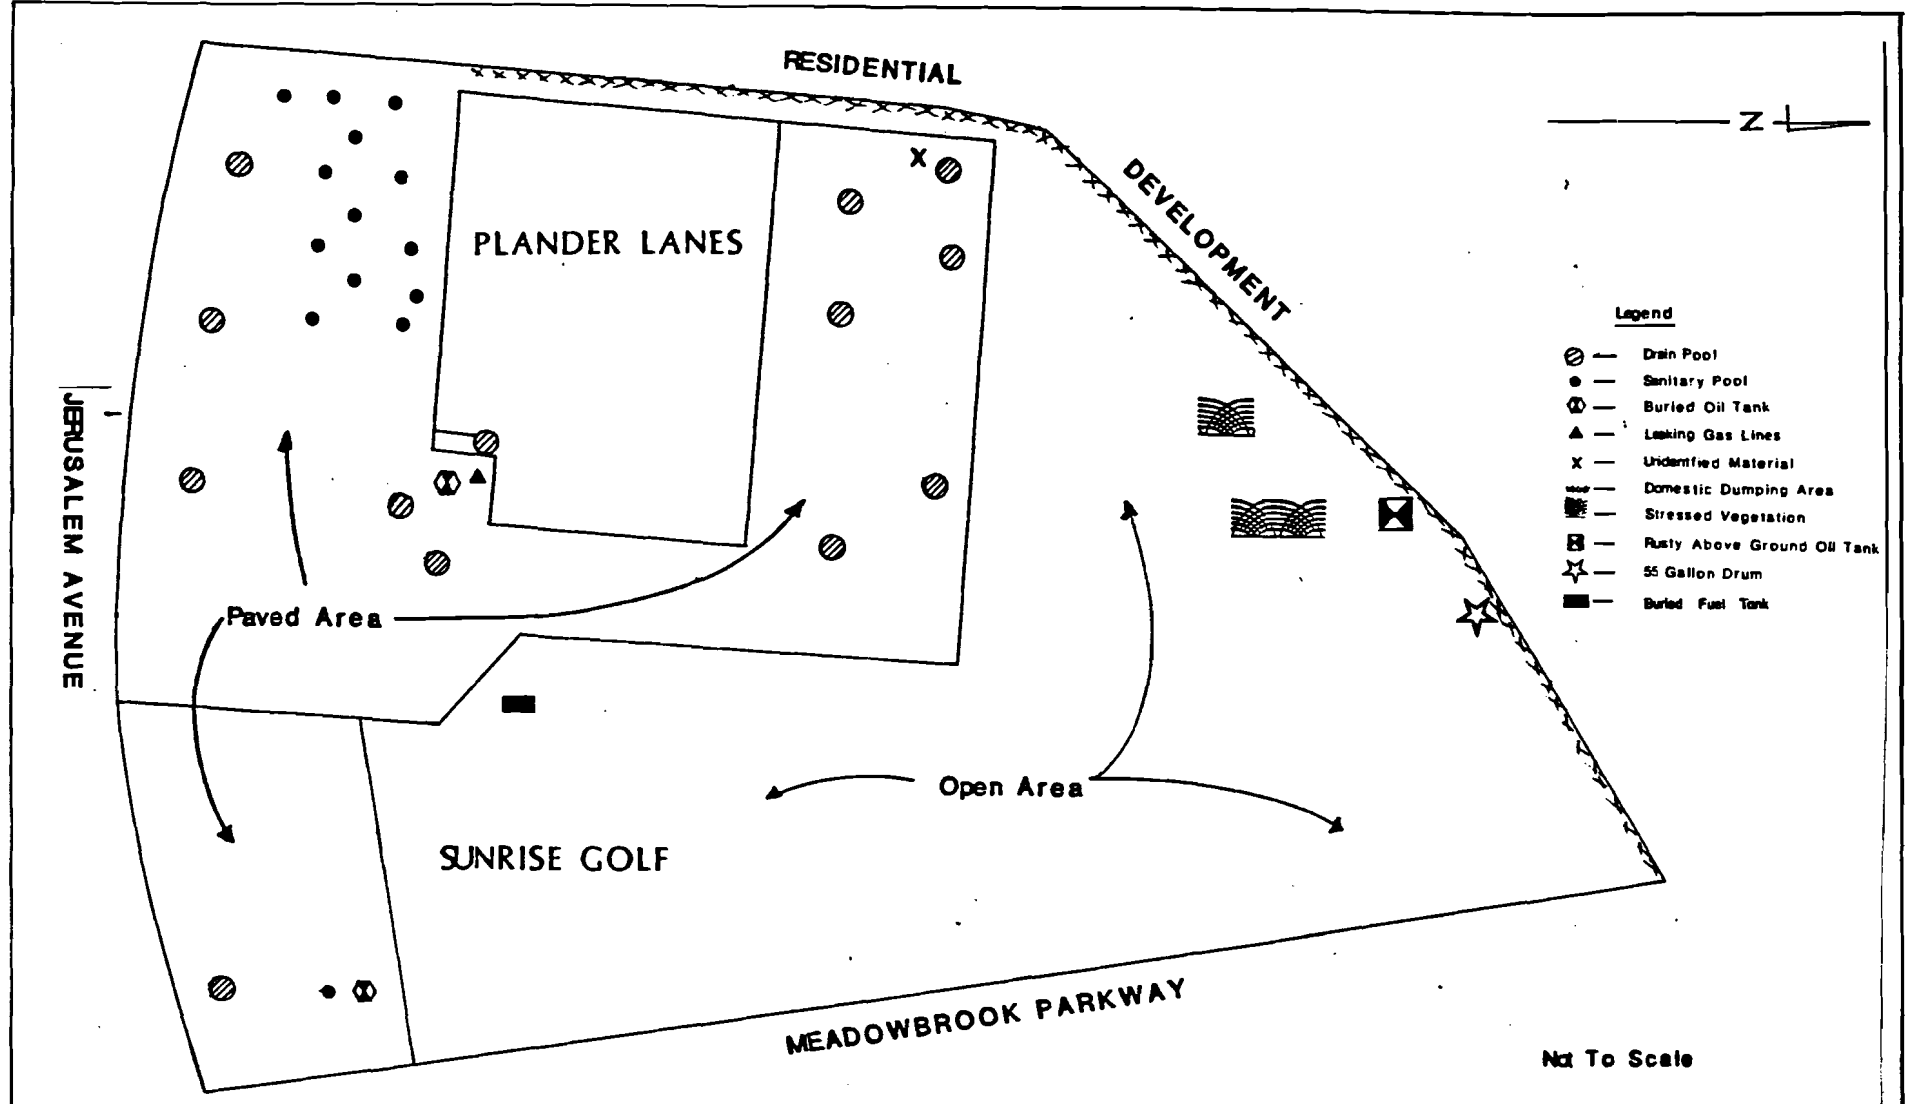 RESIDENTIAL
N
DEVELOPMENT
X
PLANDER LANES
Legend
Drain Pool
Sanitary Pool
Buried Oil Tank
Leaking Gas Lines
X — Unidentified Material
Domestic Dumping Area
Stressed Vegetation
Rusty Above Ground Oil Tank
55 Gallon Drum
Buried Fuel Tank
JERUSALEM AVENUE
Paved Area
Open Area
SUNRISE GOLF
MEADOWBROOK PARKWAY
Not To Scale